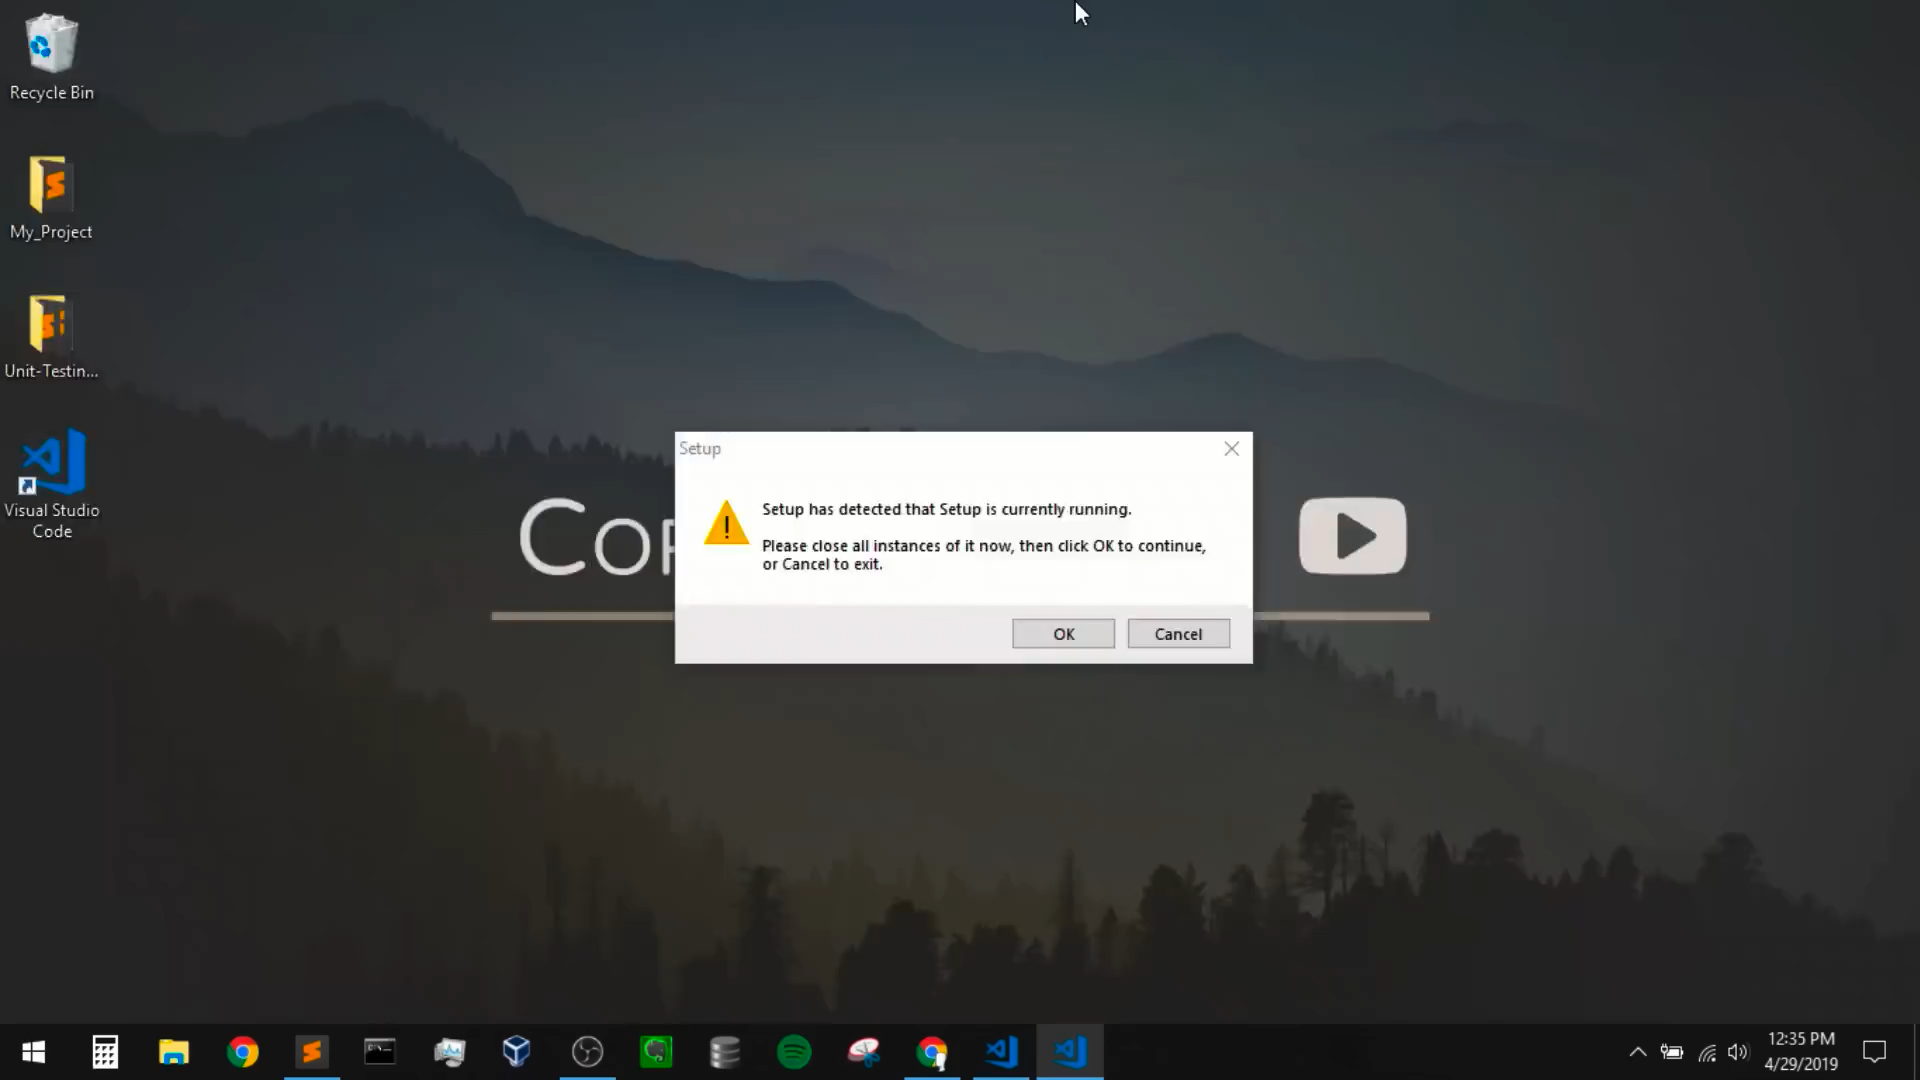 Recycle Bin
My_Project
Unit-Testin...
Visual Studio
Code
Setup
Setup has detected that Setup is currently running.
Please close all instances of it now, then click OK to continue,
or Cancel to exit.
OK
Cancel
12:35 PM
4/29/2019